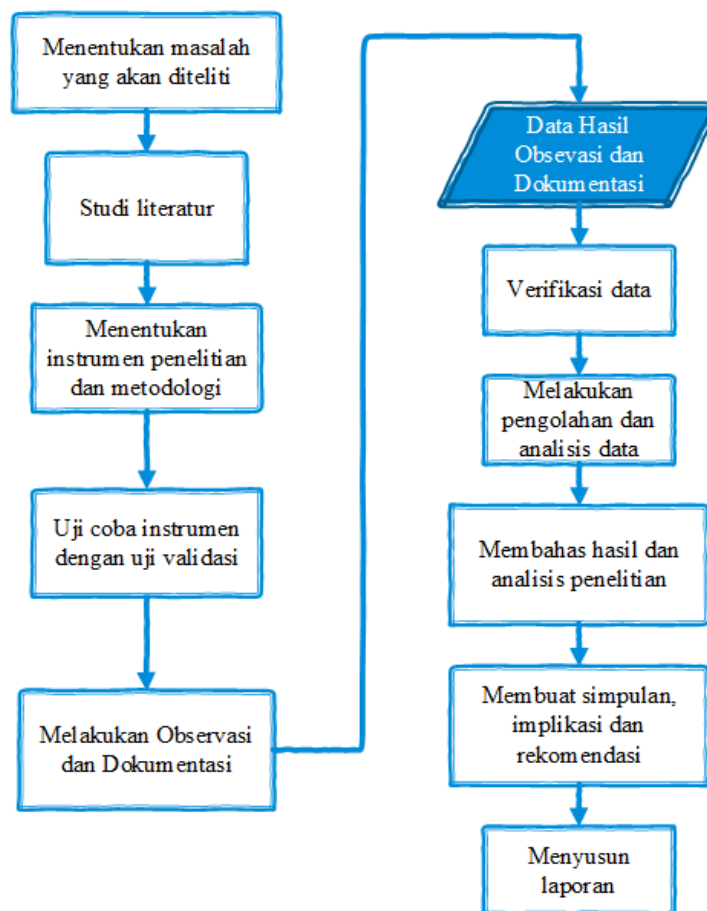 Menentukan masalah
yang akan diteliti
Studi literatur
Menentukan
instrumen penelitian
dan metodologi
Uji coba instrumen
dengan uji validasi
Melakukan Observasi
dan Dokumentasi
Data Hasil
Obsevasi dan
Dokumentasi
Verifikasi data
Melakukan
pengolahan dan
analisis data
Membahas hasil dan
analisis penelitian
Membuat simpulan,
implikasi dan
rekomendasi
Menyusun
laporan